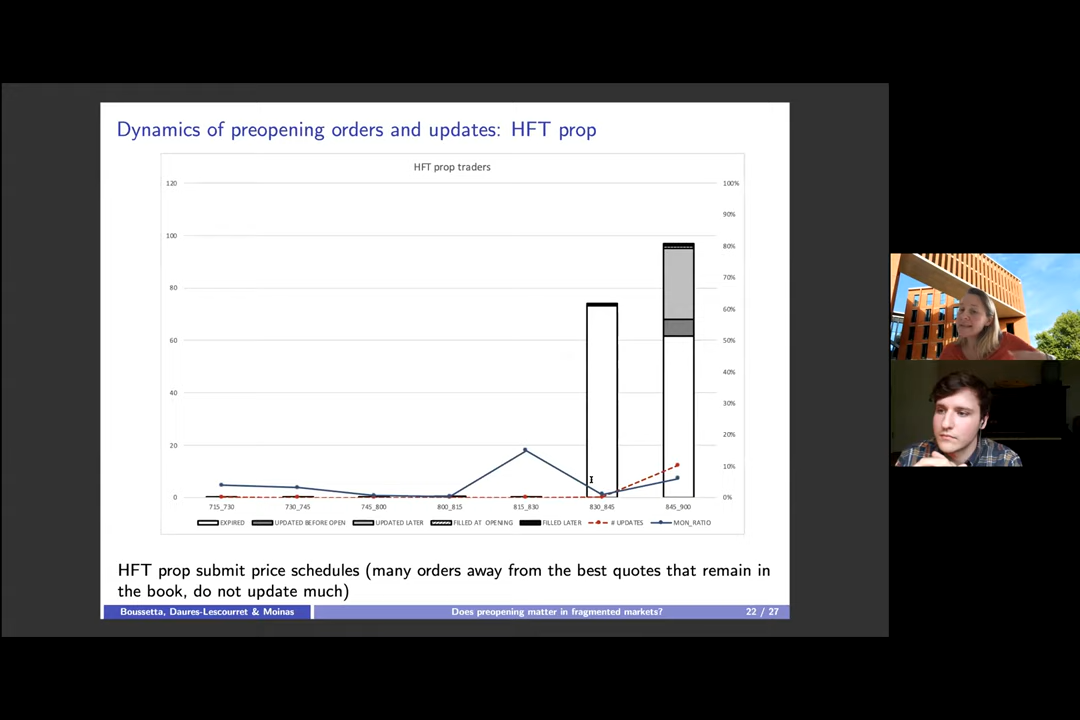 Dynamics of preopening orders and updates: HFT prop
HFT prop traders
120
100
80
60
40
20
0
100%
90%
80%
70%
60%
50%
40%
30%
20%
10%
0%
715_730 730_745 745_800 800_815 815_830 830_845 845_900
EXPIRED UPDATED BEFORE OPEN UPDATED LATER FILLED AT OPENING FILLED LATER # UPDATES MON_RATIO
HFT prop submit price schedules (many orders away from the best quotes that remain in
the book, do not update much)
Boussetta, Daures-Lescourret & Moinas Does preopening matter in fragmented markets? 22 / 27